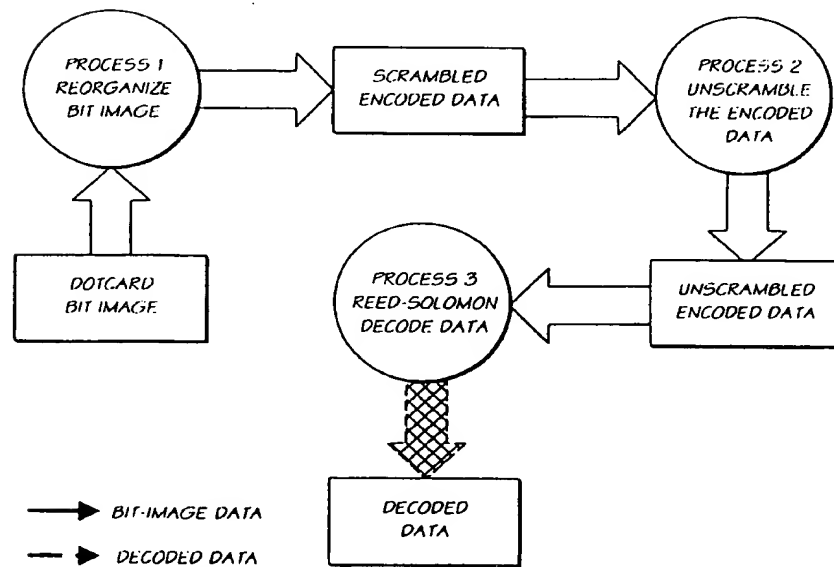 PROCESS 1
REORGANIZE
BIT IMAGE
SCRAMBLED
ENCODED DATA
PROCESS 2
UNSCRAMBLE
THE ENCODED
DATA
DOTCARD
BIT IMAGE
PROCESS 3
REED-SOLOMON
DECODE DATA
UNSCRAMBLED
ENCODED DATA
DECODED
DATA
BIT-IMAGE DATA
DECODED DATA